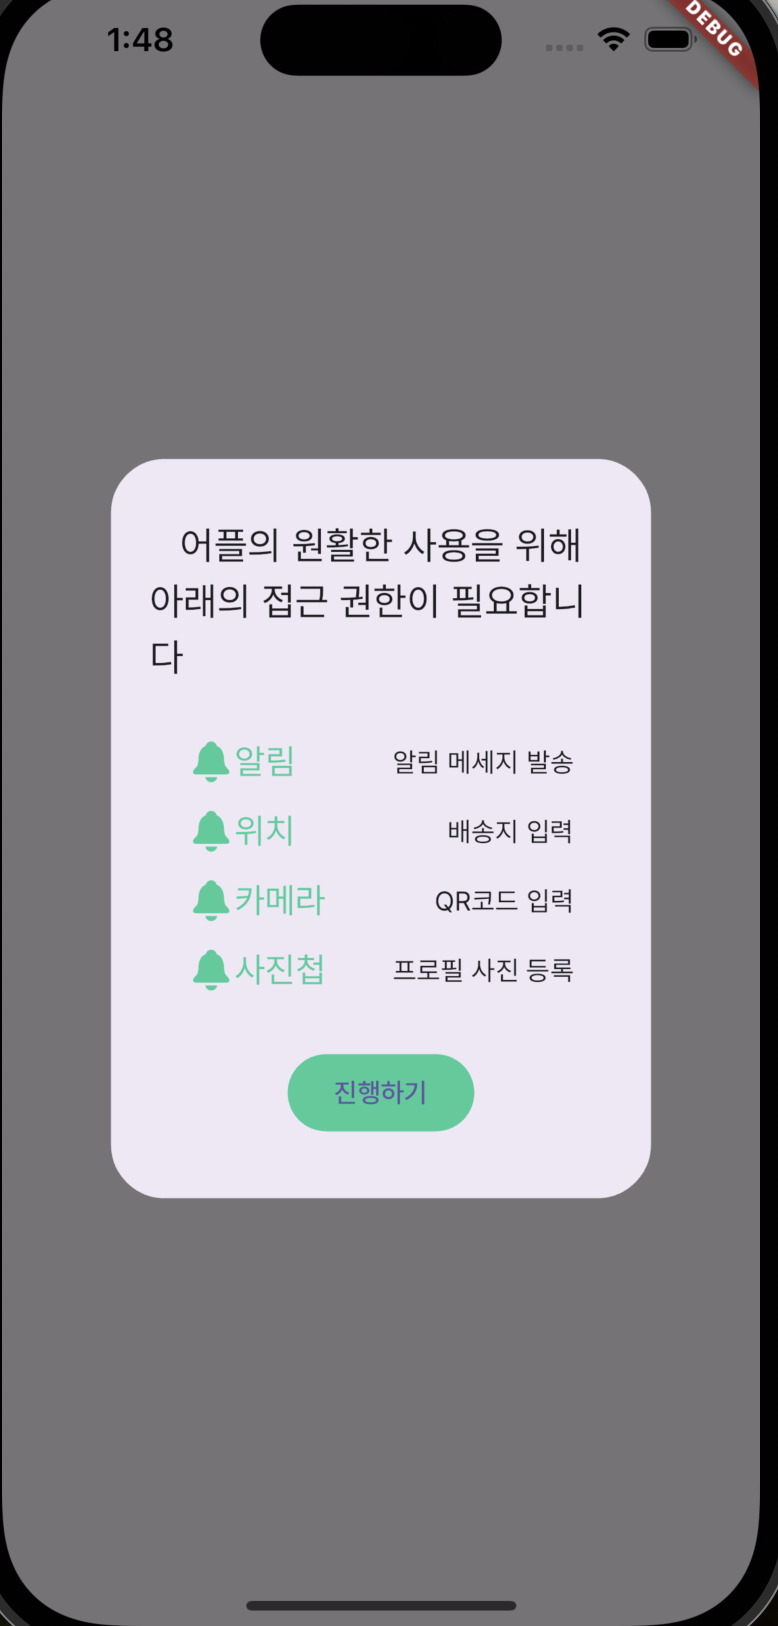 1:48
DEBUG
어플의 원활한 사용을 위해
아래의 접근 권한이 필요합니
다
알림 알림 메세지 발송
위치 배송지 입력
카메라 QR코드 입력
사진첩 프로필 사진 등록
진행하기